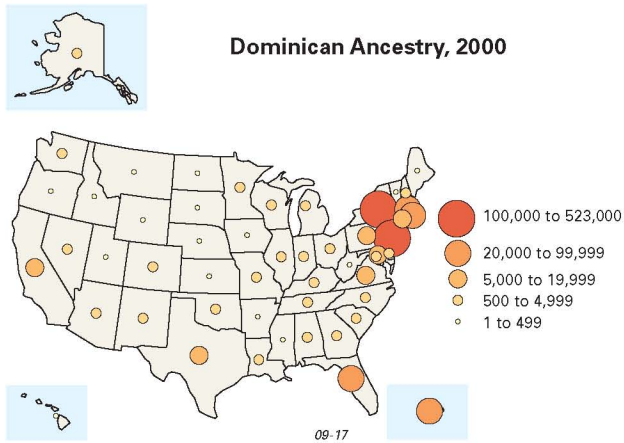 Dominican Ancestry, 2000
100,000 to 523,000
20,000 to 99,999
5,000 to 19,999
500 to 4,999
1 to 499
09-17